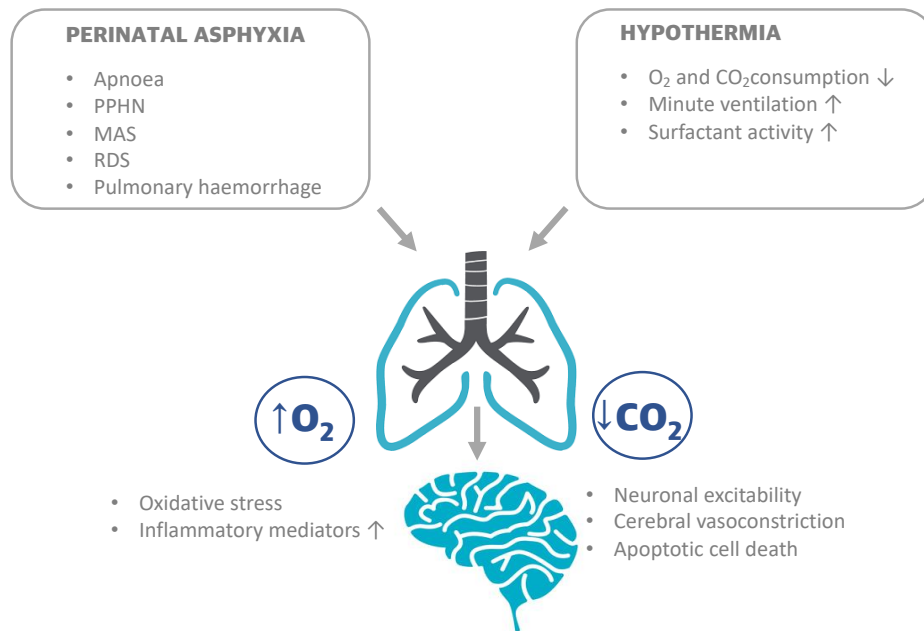 PERINATAL ASPHYXIA
• Apnoea
• PPHN
• MAS
• RDS
• Pulmonary haemorrhage
HYPOTHERMIA
• O₂ and CO₂consumption ↓
• Minute ventilation ↑
• Surfactant activity ↑
↑O₂
↓CO₂
• Oxidative stress
• Inflammatory mediators ↑
• Neuronal excitability
• Cerebral vasoconstriction
• Apoptotic cell death